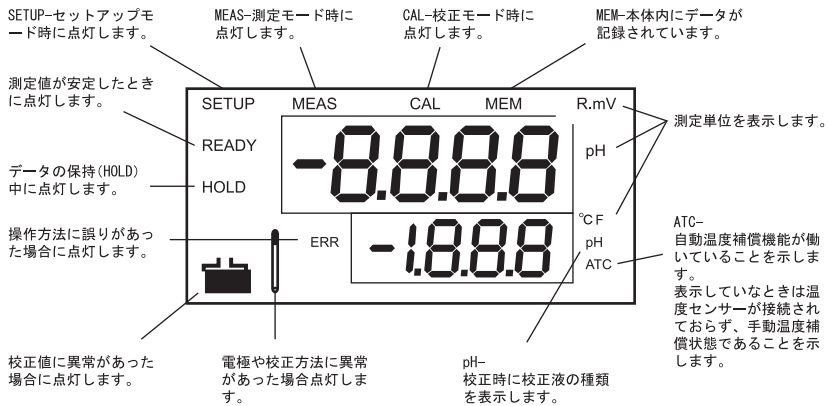 SETUP-セットアップモ
ード時に点灯します。
MEAS-測定モード時に
点灯します。
CAL-校正モード時に
点灯します。
MEM-本体内にデータが
記録されています。
測定値が安定したとき
に点灯します。
データの保持(HOLD)
中に点灯します。
操作方法に誤りがあっ
た場合に点灯します。
SETUP MEAS CAL MEM R.mV
READY
-8.8.8.8
pH
HOLD
ERR
-1.8.8.8
℃F
pH
ATC
測定単位を表示します。
ATC-
自動温度補償機能が働
いていることを示しま
す。
表示していなときは温
度センサーが接続され
ておらず、手動温度補
償状態であることを示
します。
校正値に異常があった
場合に点灯します。
電極や校正方法に異常
があった場合点灯しま
す。
pH-
校正時に校正液の種類
を表示します。